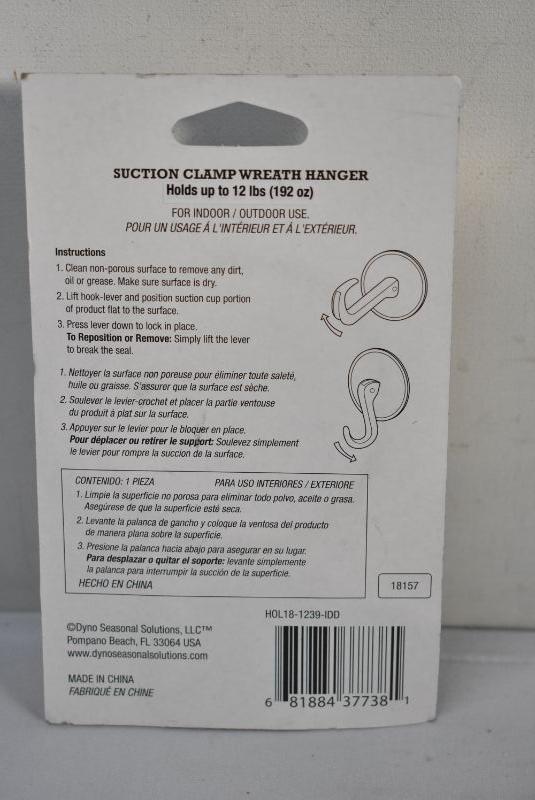 SUCTION CLAMP WREATH HANGER
Holds up to 12 lbs (192 oz)
FOR INDOOR / OUTDOOR USE.
POUR UN USAGE À L'INTÉRIEUR ET À L'EXTÉRIEUR.
Instructions
1. Clean non-porous surface to remove any dirt,
oil or grease. Make sure surface is dry.
2. Lift hook-lever and position suction cup portion
of product flat to the surface.
3. Press lever down to lock in place.
To Reposition or Remove: Simply lift the lever
to break the seal.
1. Nettoyer la surface non poreuse pour éliminer toute saleté,
huile ou graisse. S'assurer que la surface est sèche.
2. Soulever le levier-crochet et placer la partie ventouse
du produit à plat sur la surface.
3. Appuyer sur le levier pour le bloquer en place.
Pour déplacer ou retirer le support: Soulevez simplement
le levier pour rompre la succion de la surface.
CONTENIDO: 1 PIEZA PARA USO INTERIORES / EXTERIORE
1. Limpie la superficie no porosa para eliminar todo polvo, aceite o grasa.
Asegúrese de que la superficie esté seca.
2. Levante la palanca de gancho y coloque la ventosa del producto
de manera plana sobre la superficie.
3. Presione la palanca hacia abajo para asegurar en su lugar.
Para desplazar o quitar el soporte: levante simplemente
la palanca para interrumpir la succión de la superficie.
HECHO EN CHINA
18157
HOL18-1239-IDD
©Dyno Seasonal Solutions, LLC™
Pompano Beach, FL 33064 USA
www.dynoseasonalsolutions.com
MADE IN CHINA
FABRIQUÉ EN CHINE
6 81884 37738 1